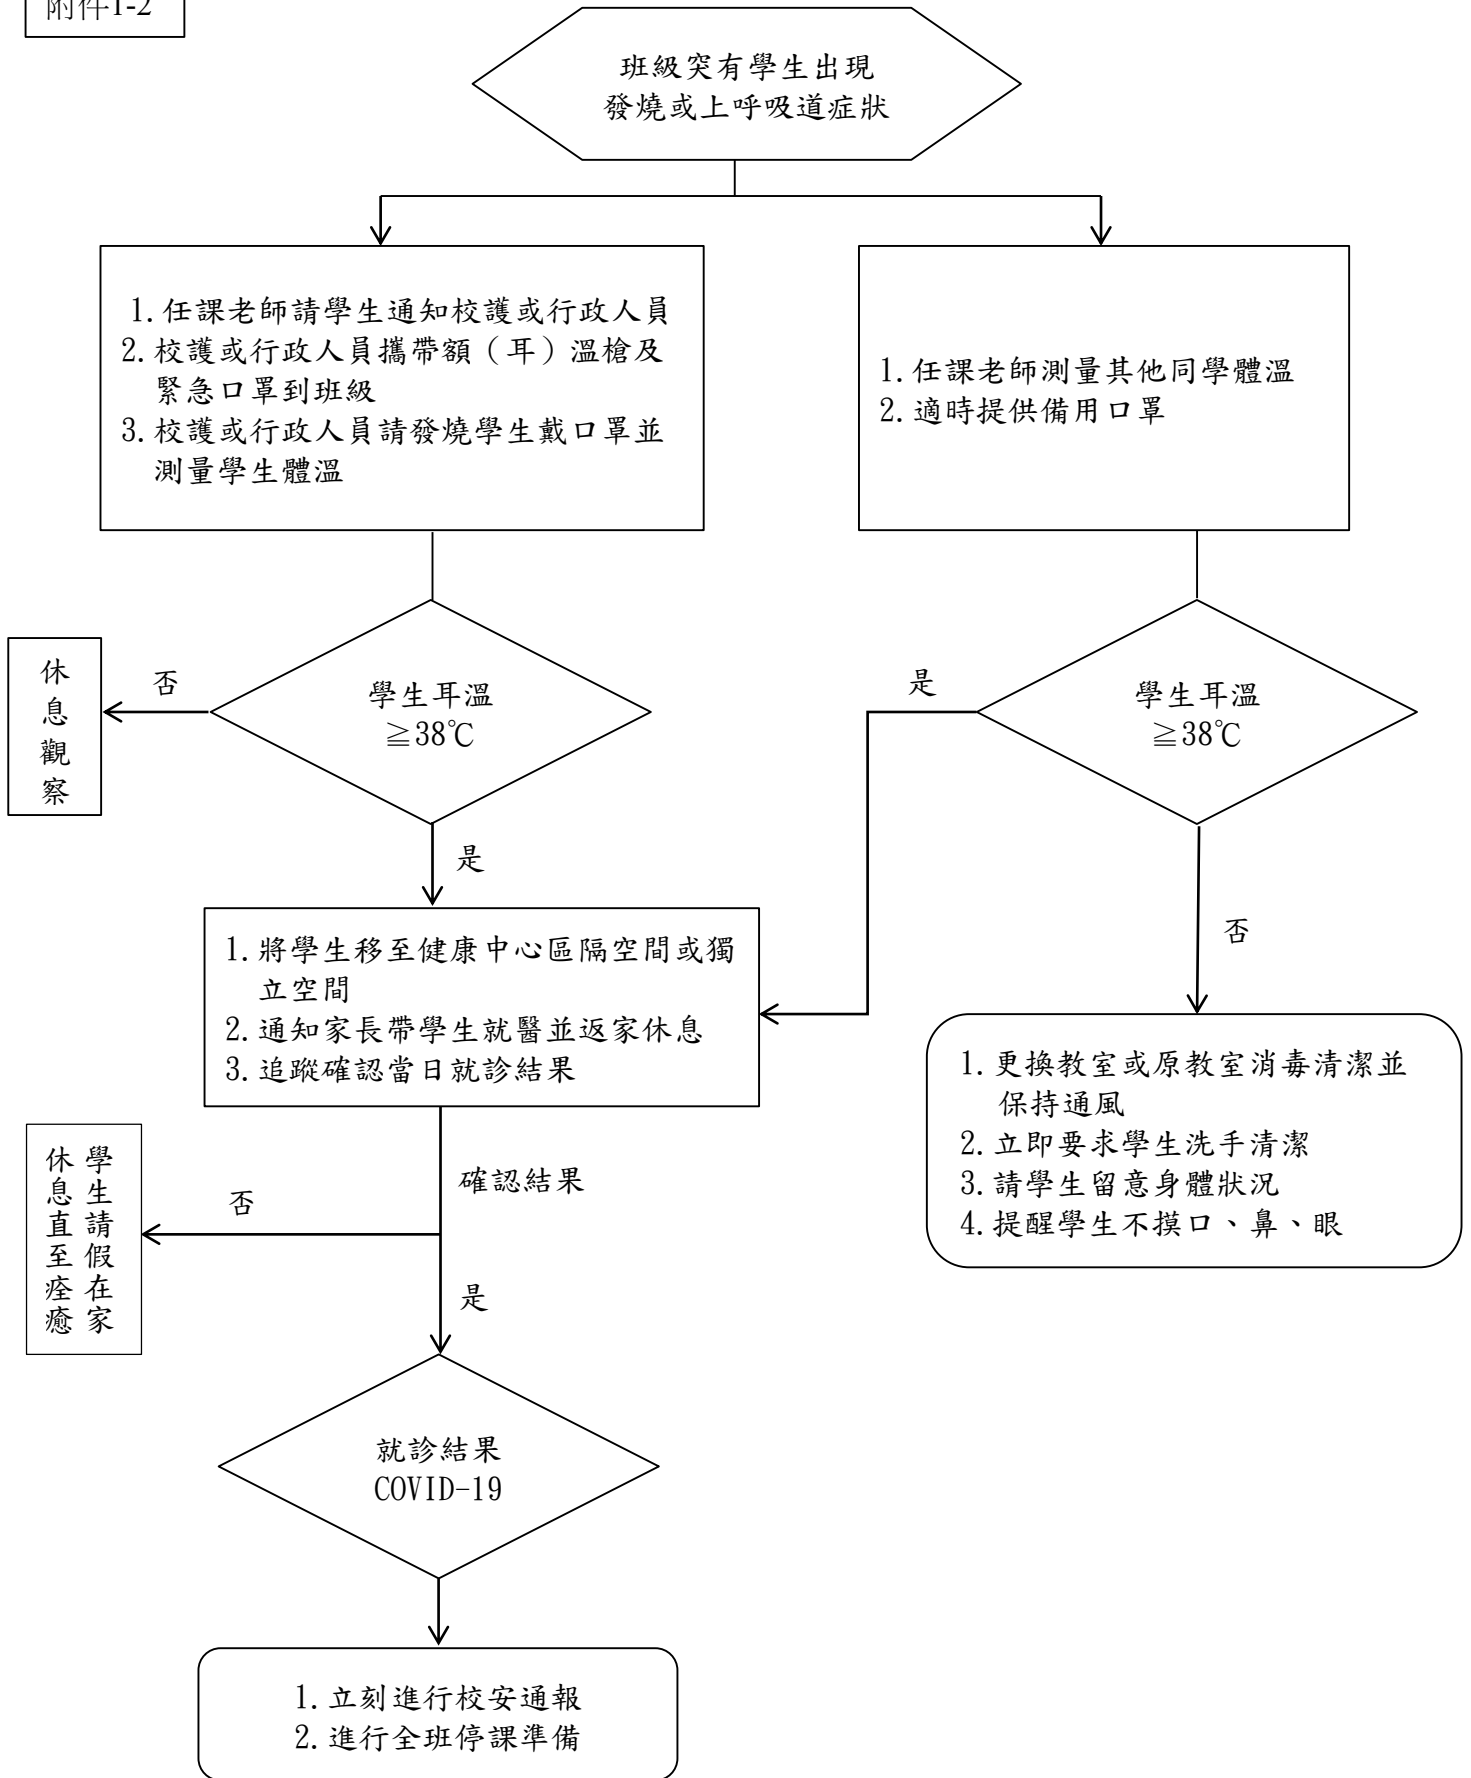 附件1-2
班級突有學生出現
發燒或上呼吸道症狀
1.任課老師請學生通知校護或行政人員
2.校護或行政人員攜帶額（耳）溫槍及
緊急口罩到班級
3.校護或行政人員請發燒學生戴口罩並
測量學生體溫
1.任課老師測量其他同學體溫
2.適時提供備用口罩
休息觀察
否
學生耳溫
≧38℃
是
學生耳溫
≧38℃
是
否
1.將學生移至健康中心區隔空間或獨
立空間
2.通知家長帶學生就醫並返家休息
3.追蹤確認當日就診結果
1.更換教室或原教室消毒清潔並
保持通風
2.立即要求學生洗手清潔
3.請學生留意身體狀況
4.提醒學生不摸口、鼻、眼
學生請假在家
休息直至痊癒
否
確認結果
是
就診結果
COVID-19
1.立刻進行校安通報
2.進行全班停課準備